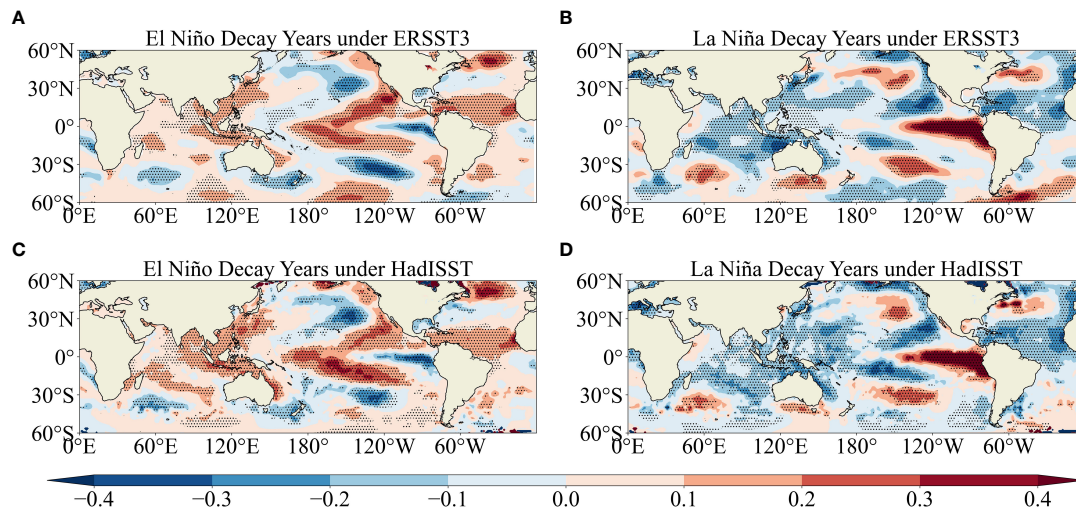 A
El Niño Decay Years under ERSST3
60°N
30°N
0°
30°S
60°S
0°E 60°E 120°E 180° 120°W 60°W
B
La Niña Decay Years under ERSST3
60°N
30°N
0°
30°S
60°S
0°E 60°E 120°E 180° 120°W 60°W
C
El Niño Decay Years under HadISST
60°N
30°N
0°
30°S
60°S
0°E 60°E 120°E 180° 120°W 60°W
D
La Niña Decay Years under HadISST
60°N
30°N
0°
30°S
60°S
0°E 60°E 120°E 180° 120°W 60°W
−0.4 −0.3 −0.2 −0.1 0.0 0.1 0.2 0.3 0.4